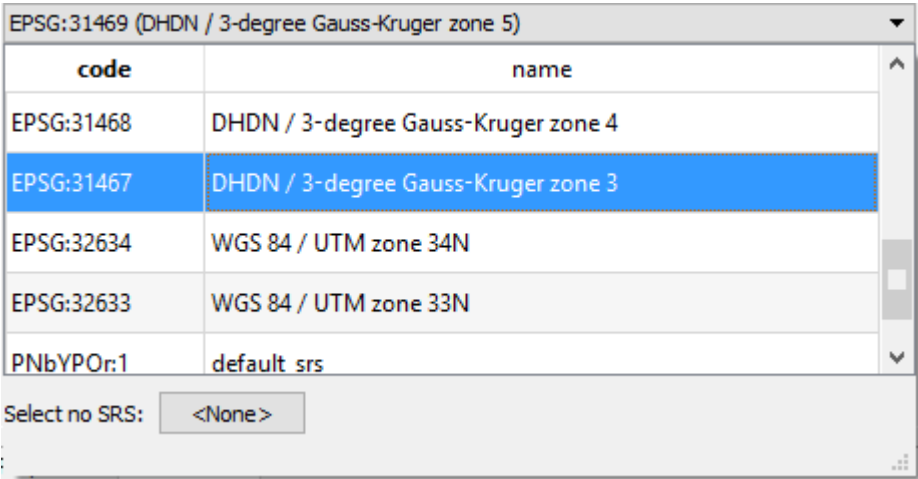 EPSG:31469 (DHDN / 3-degree Gauss-Kruger zone 5)
code name
EPSG:31468 DHDN / 3-degree Gauss-Kruger zone 4
EPSG:31467 DHDN / 3-degree Gauss-Kruger zone 3
EPSG:32634 WGS 84 / UTM zone 34N
EPSG:32633 WGS 84 / UTM zone 33N
PNbYPOr:1 default_srs
Select no SRS: <None>